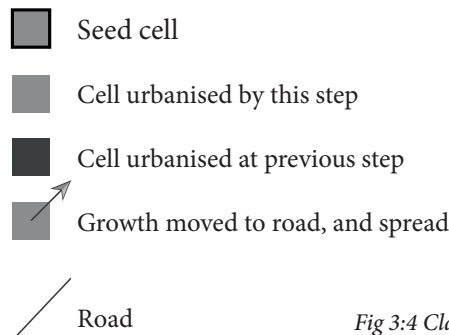 Seed cell
Cell urbanised by this step
Cell urbanised at previous step
Growth moved to road, and spread
Road
Fig 3:4